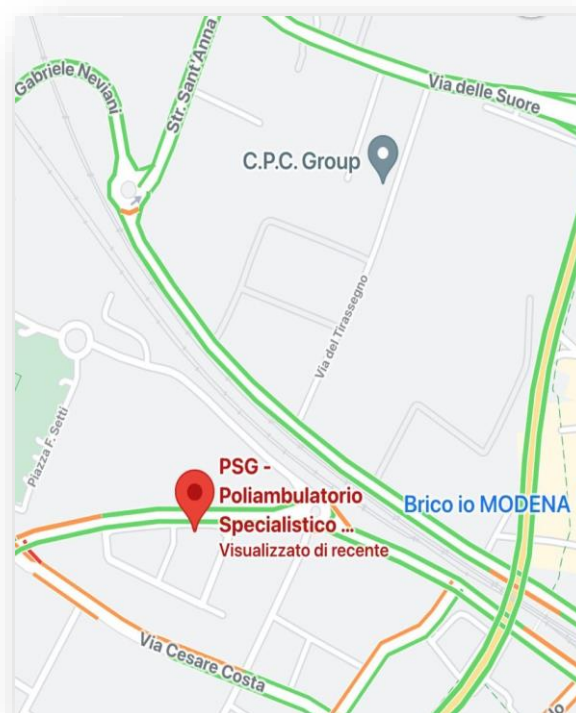 Gabriele Neviani
Str. Sant'Anna
Via delle Suore
C.P.C. Group
Via del Tirassegno
Piazza F. Setti
PSG -
Poliambulatorio
Specialistico ...
Visualizzato di recente
Brico io MODENA
Via Cesare Costa